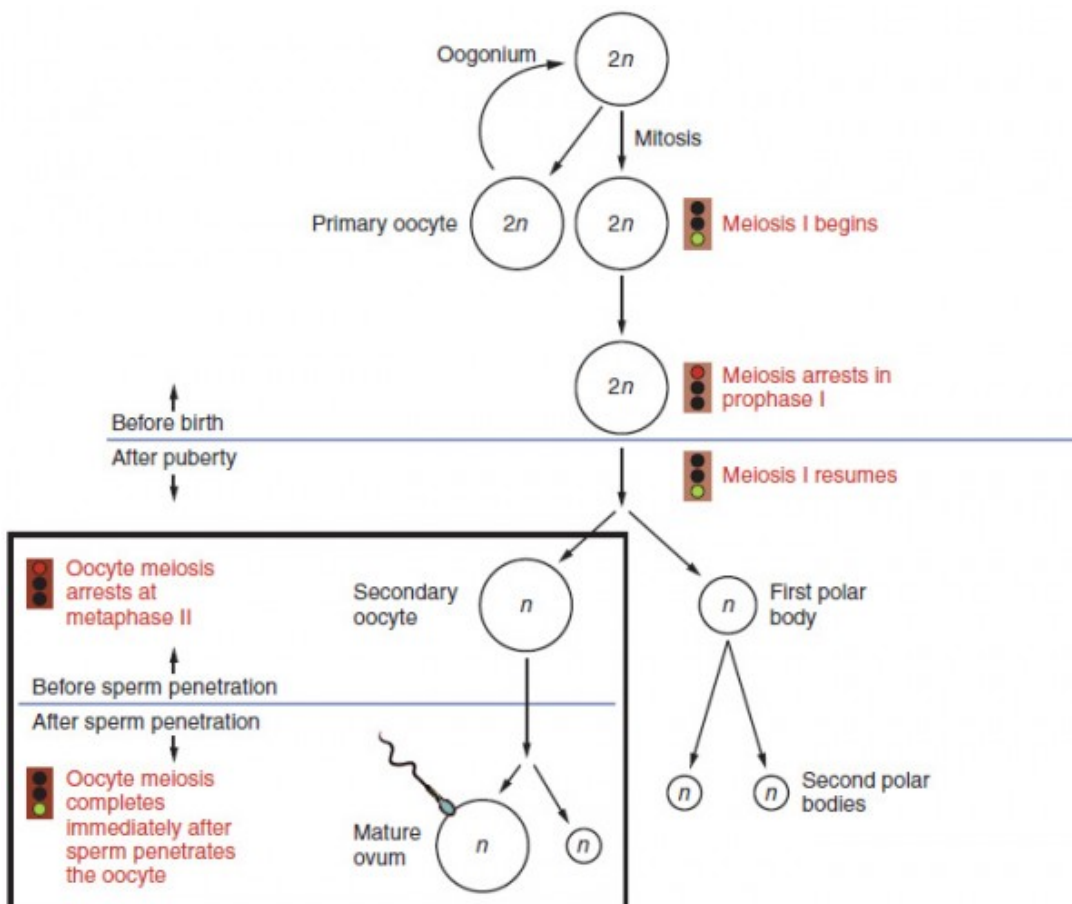 Oogonium
2n
Mitosis
Primary oocyte
2n
2n
Meiosis I begins
2n
Meiosis arrests in
prophase I
Before birth
After puberty
Meiosis I resumes
Oocyte meiosis
arrests at
metaphase II
Secondary
oocyte
n
n
First polar
body
Before sperm penetration
After sperm penetration
Oocyte meiosis
completes
immediately after
sperm penetrates
the oocyte
Mature
ovum
n
n
n
n
Second polar
bodies